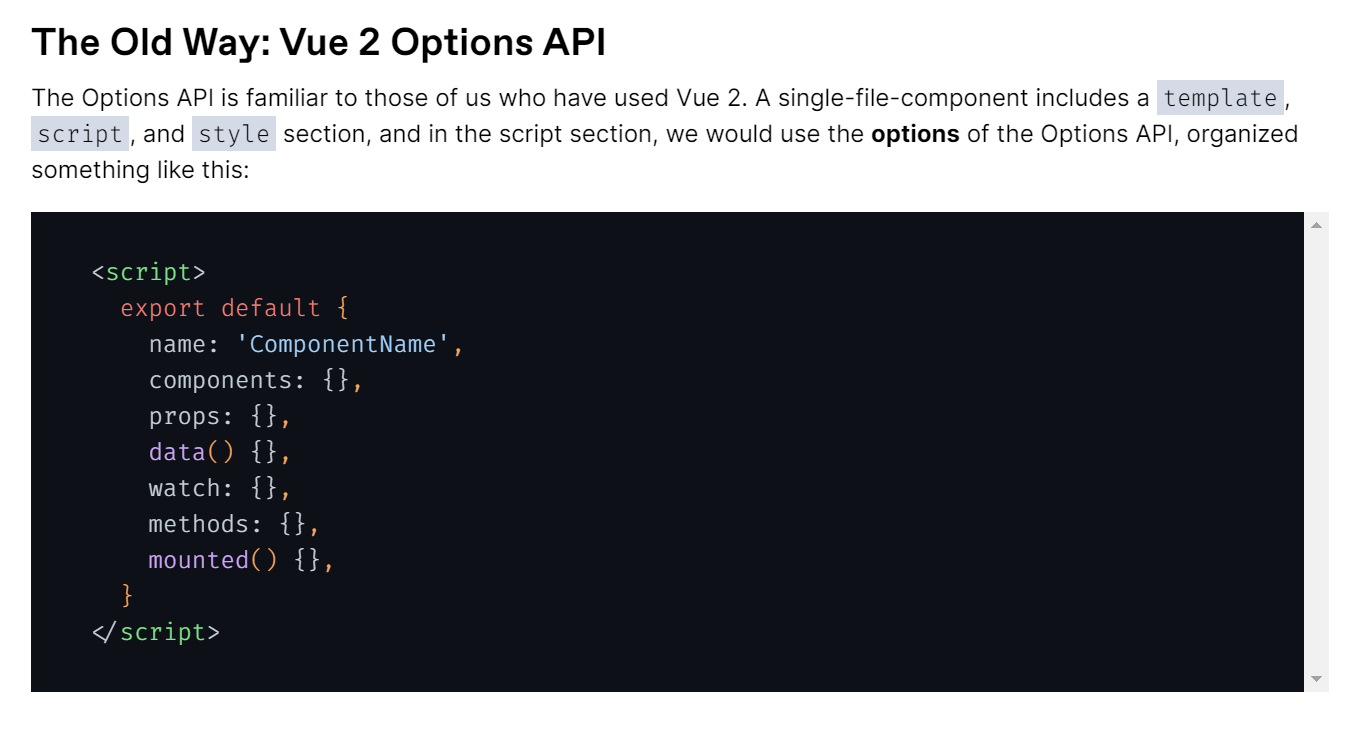 The Old Way: Vue 2 Options API
The Options API is familiar to those of us who have used Vue 2. A single-file-component includes a template,
script, and style section, and in the script section, we would use the options of the Options API, organized
something like this:
<script>
  export default {
    name: 'ComponentName',
    components: {},
    props: {},
    data() {},
    watch: {},
    methods: {},
    mounted() {},
  }
</script>